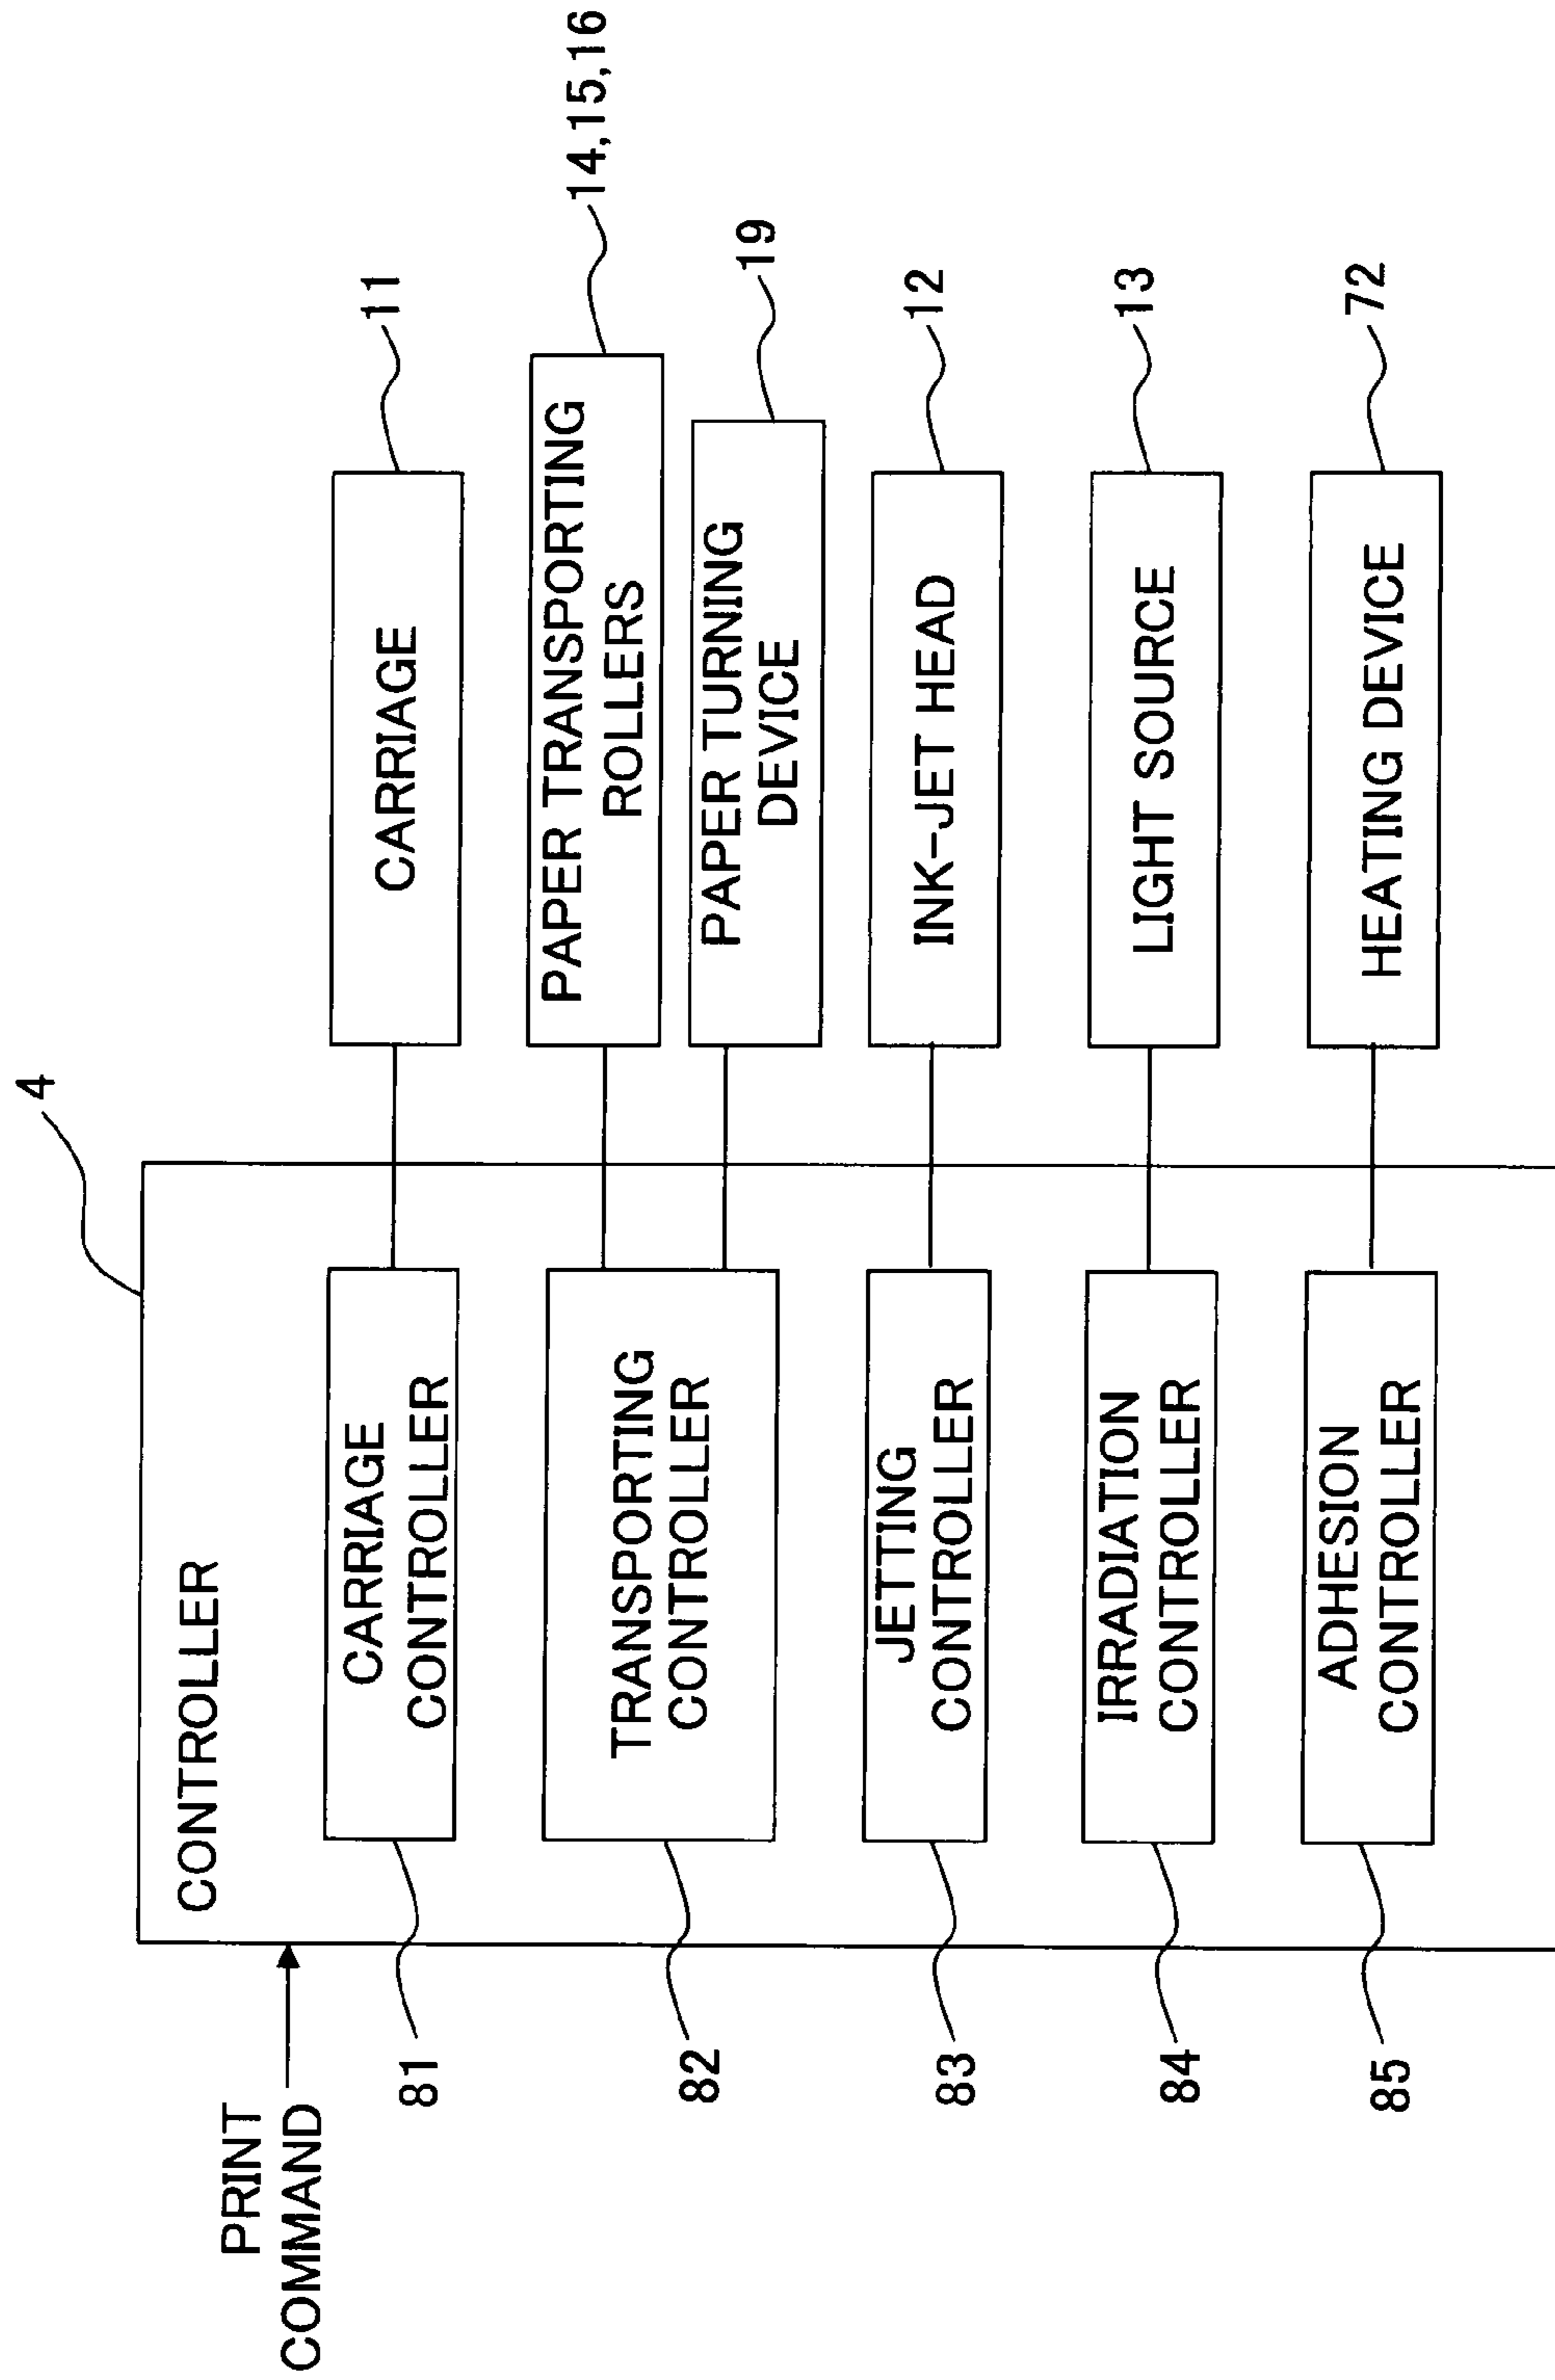 4
PRINT
COMMAND
CONTROLLER
81
CARRIAGE
CONTROLLER
CARRIAGE
11
82
TRANSPORTING
CONTROLLER
PAPER TRANSPORTING
ROLLERS
14,15,16
PAPER TURNING
DEVICE
19
83
JETTING
CONTROLLER
INK-JET HEAD
12
84
IRRADIATION
CONTROLLER
LIGHT SOURCE
13
85
ADHESION
CONTROLLER
HEATING DEVICE
72